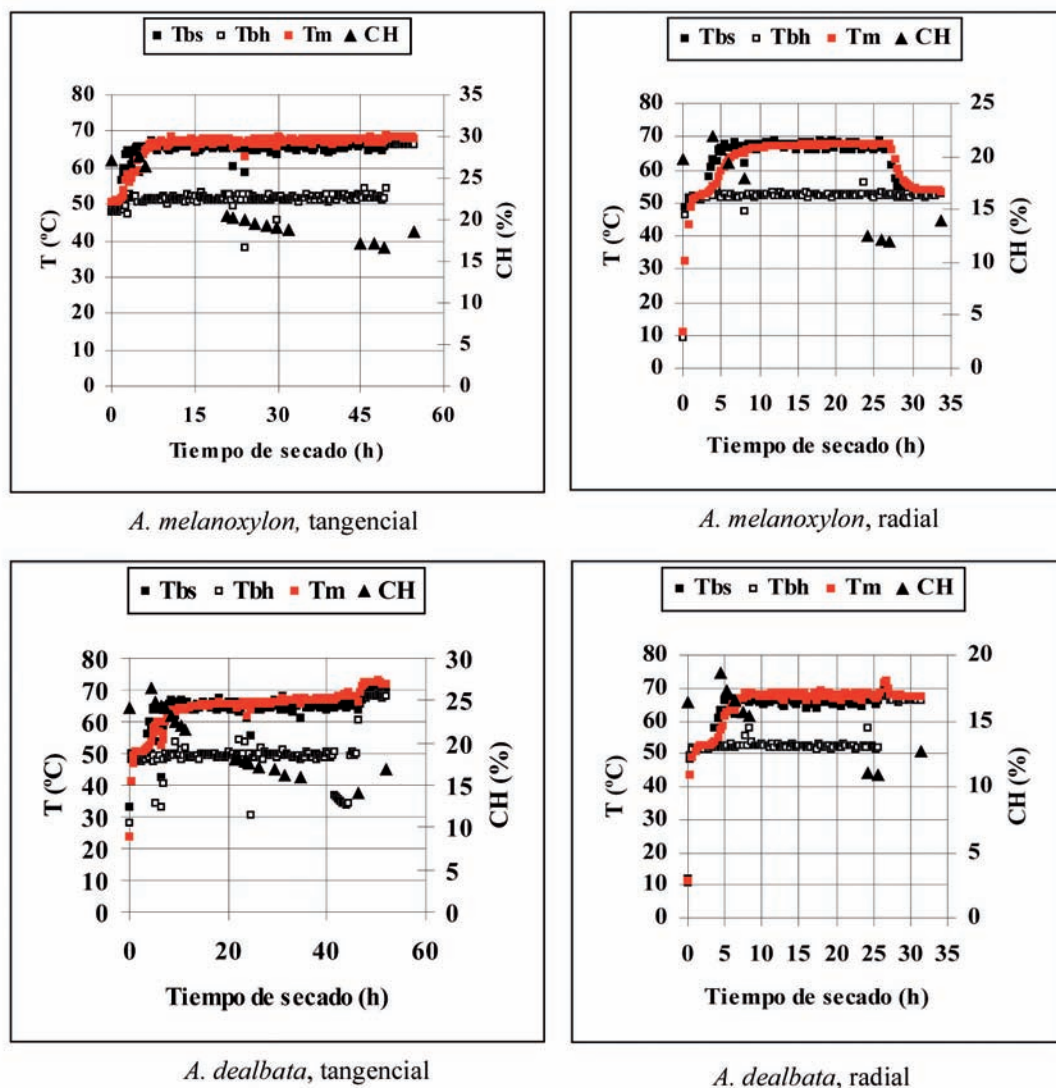 Tbs Tbh Tm CH
80
70
60
50
40
30
20
10
0
T (ºC)
35
30
25
20
15
10
5
0
CH (%)
0 15 30 45 60
Tiempo de secado (h)
A. melanoxylon, tangencial
Tbs Tbh Tm CH
80
70
60
50
40
30
20
10
0
T (ºC)
25
20
15
10
5
0
CH (%)
0 5 10 15 20 25 30 35
Tiempo de secado (h)
A. melanoxylon, radial
Tbs Tbh Tm CH
80
70
60
50
40
30
20
10
0
T (ºC)
30
25
20
15
10
5
0
CH (%)
0 20 40 60
Tiempo de secado (h)
A. dealbata, tangencial
Tbs Tbh Tm CH
80
70
60
50
40
30
20
10
0
T (ºC)
20
15
10
5
0
CH (%)
0 5 10 15 20 25 30 35
Tiempo de secado (h)
A. dealbata, radial